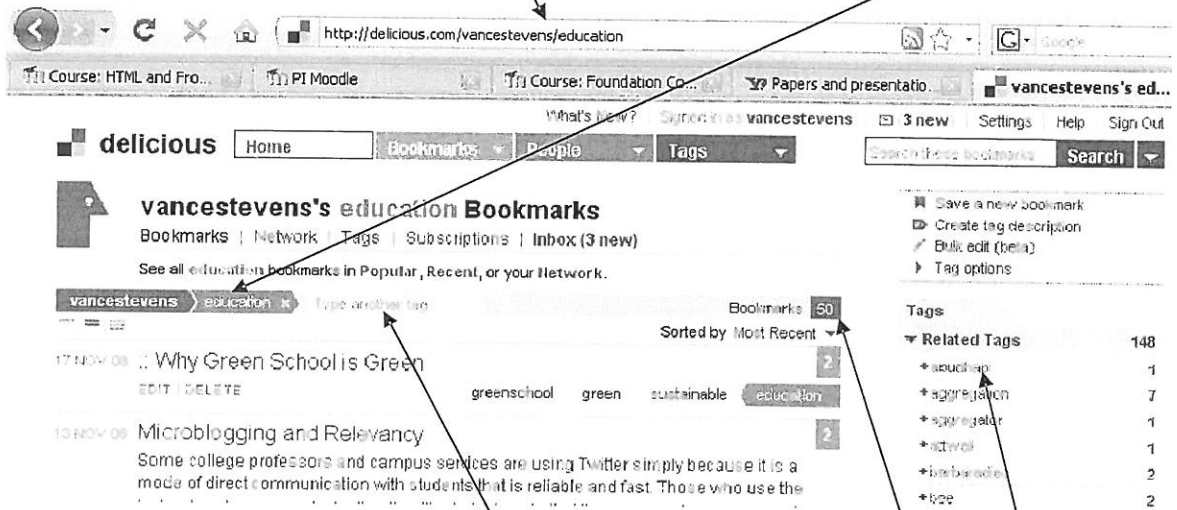 http://delicious.com/vancestevens/education
G Google
Course: HTML and Fro...
PI Moodle
Course: Foundation Co...
Papers and presentatio...
vancestevens's ed...
What's New? Signed in as vancestevens 3 new Settings Help Sign Out
delicious Home Bookmarks People Tags
Search these bookmarks Search
vancestevens's education Bookmarks
Bookmarks | Network | Tags | Subscriptions | Inbox (3 new)
See all education bookmarks in Popular, Recent, or your Network.
vancestevens education x Type another tag
Bookmarks 50
Sorted by Most Recent
17 NOV 08 .: Why Green School is Green 2
EDIT | DELETE
greenschool green sustainable education
13 NOV 08 Microblogging and Relevancy 2
Some college professors and campus services are using Twitter simply because it is a
mode of direct communication with students that is reliable and fast. Those who use the
Save a new bookmark
Create tag description
Bulk edit (beta)
Tag options
Tags
Related Tags 148
1
+aggregation 7
+aggregator 1
1
2
+bee 2